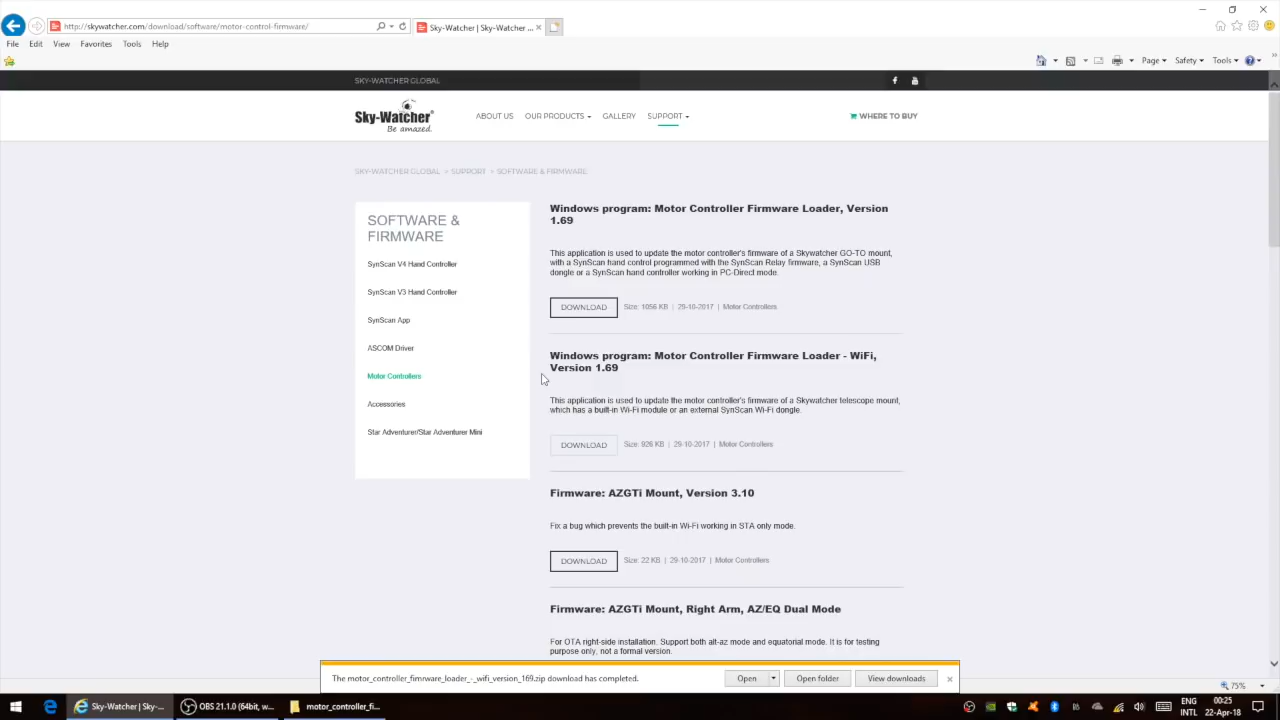 http://skywatcher.com/download/software/motor-control-firmware/
Sky-Watcher | Sky-Watcher ...
File Edit View Favorites Tools Help
Page Safety Tools
SKY-WATCHER GLOBAL
Sky-Watcher
Be amazed.
ABOUT US OUR PRODUCTS GALLERY SUPPORT WHERE TO BUY
SKY-WATCHER GLOBAL > SUPPORT > SOFTWARE & FIRMWARE
SOFTWARE &
FIRMWARE
SynScan V4 Hand Controller
SynScan V3 Hand Controller
SynScan App
ASCOM Driver
Motor Controllers
Accessories
Star Adventurer/Star Adventurer Mini
Windows program: Motor Controller Firmware Loader, Version
1.69
This application is used to update the motor controller's firmware of a Skywatcher GO-TO mount,
with a SynScan hand control programmed with the SynScan Relay firmware, a SynScan USB
dongle or a SynScan hand controller working in PC-Direct mode.
DOWNLOAD Size: 1056 KB | 29-10-2017 | Motor Controllers
Windows program: Motor Controller Firmware Loader - WiFi,
Version 1.69
This application is used to update the motor controller's firmware of a Skywatcher telescope mount,
which has a built-in Wi-Fi module or an external SynScan Wi-Fi dongle.
DOWNLOAD Size: 926 KB | 29-10-2017 | Motor Controllers
Firmware: AZGTi Mount, Version 3.10
Fix a bug which prevents the built-in Wi-Fi working in STA only mode.
DOWNLOAD Size: 22 KB | 29-10-2017 | Motor Controllers
Firmware: AZGTi Mount, Right Arm, AZ/EQ Dual Mode
For OTA right-side installation. Support both alt-az mode and equatorial mode. It is for testing
purpose only, not a formal version.
The motor_controller_fimrware_loader_-_wifi_version_169.zip download has completed.
Open Open folder View downloads
75%
Sky-Watcher | Sky-W... OBS 21.1.0 (64bit, w... motor_controller_fi...
ENG
INTL
00:25
22-Apr-18